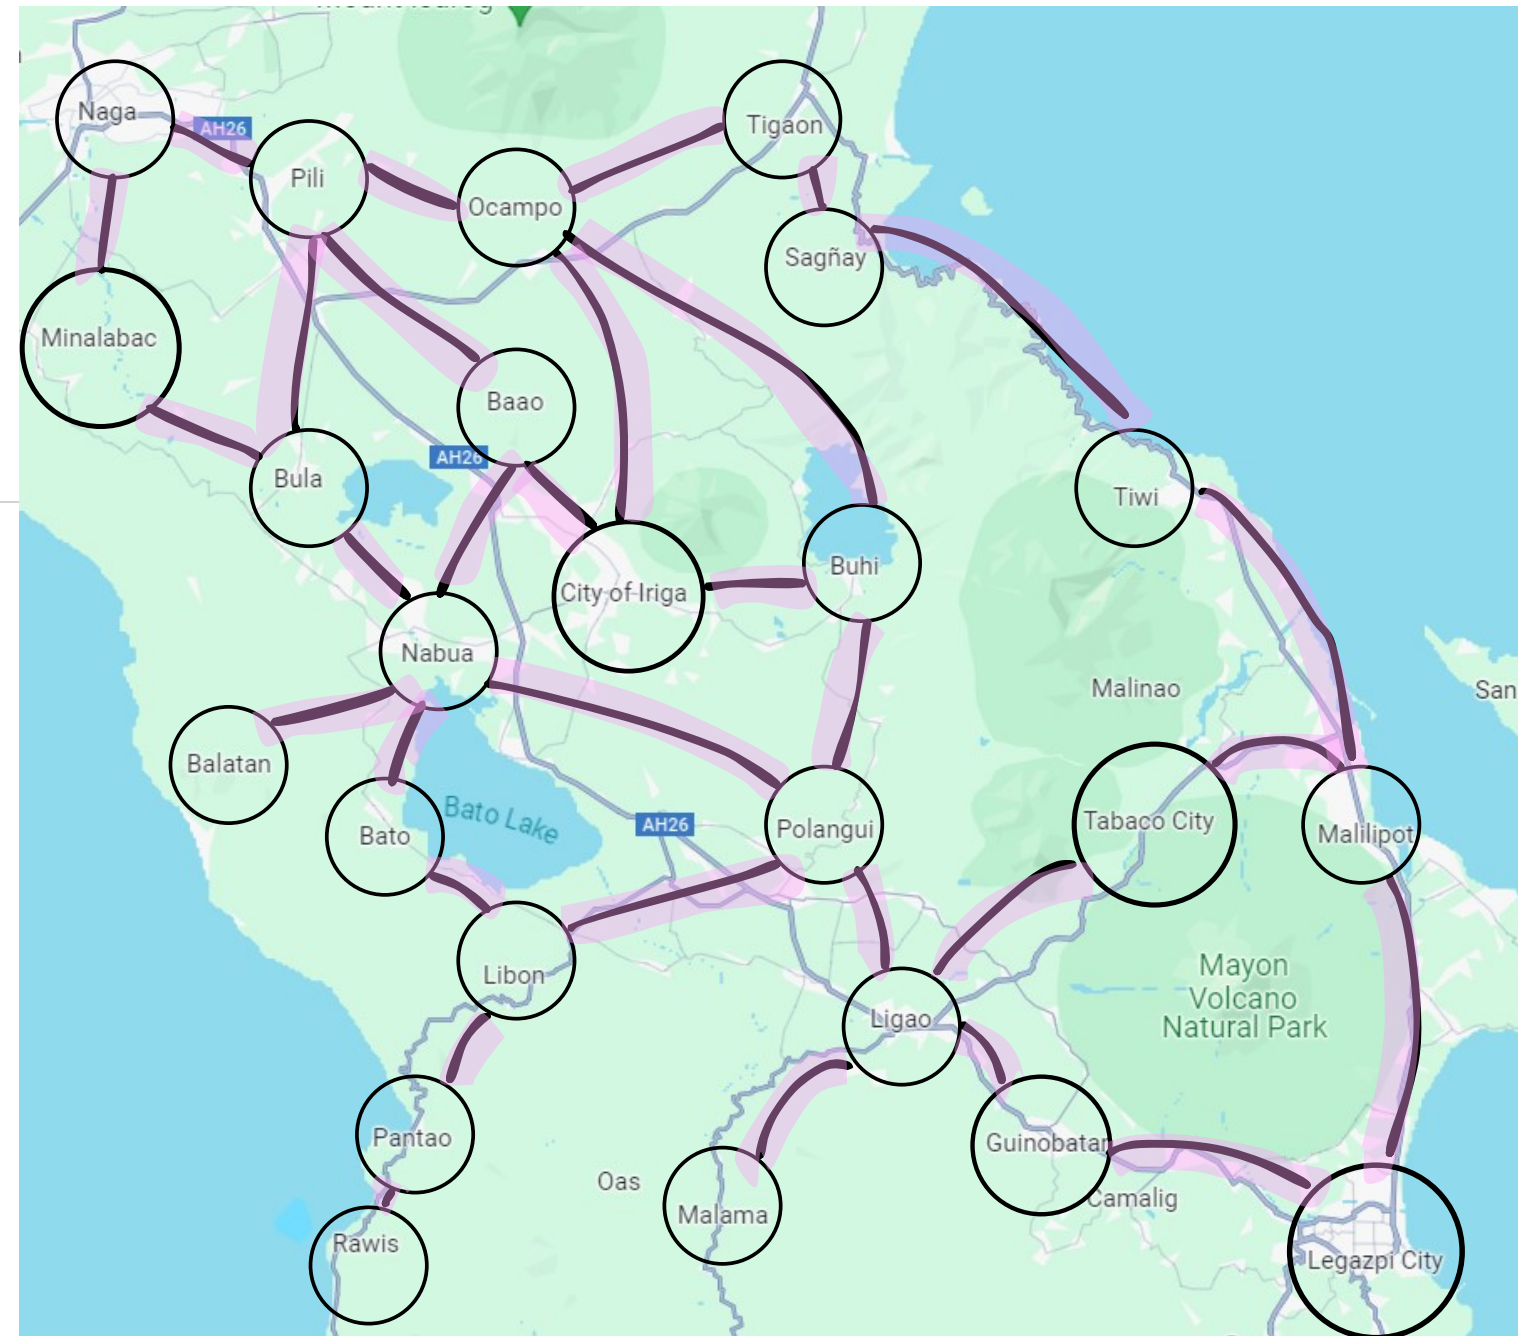 Naga
AH26
Tigaon
Pili
Ocampo
Sagñay
Minalabac
Baao
AH26
Bula
Tiwi
Buhi
City of Iriga
Nabua
Malinao
San
Balatan
Bato Lake
AH26
Polangui
Tabaco City
Malilipot
Bato
Libon
Mayon
Volcano
Natural Park
Ligao
Pantao
Guinobatan
Oas
Camalig
Malama
Rawis
Legazpi City